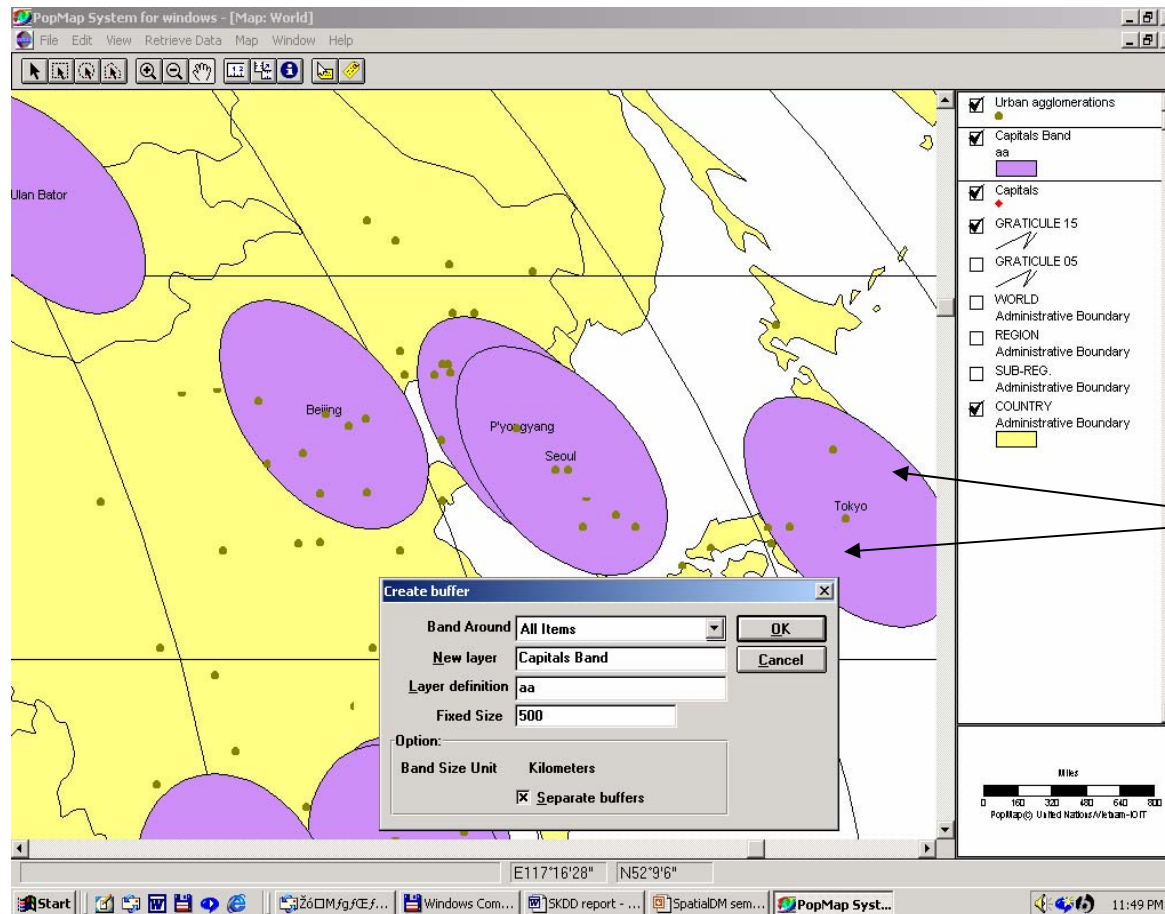 PopMap System for windows - [Map: World]
File Edit View Retrieve Data Map Window Help
Urban agglomerations
Capitals Band
aa
Capitals
GRATICULE 15
GRATICULE 05
WORLD
Administrative Boundary
REGION
Administrative Boundary
SUB-REG.
Administrative Boundary
COUNTRY
Administrative Boundary
Ulan Bator
Beijing
P'yongyang
Seoul
Tokyo
Create buffer
Band Around All Items
OK
New layer Capitals Band
Cancel
Layer definition aa
Fixed Size 500
Option:
Band Size Unit Kilometers
Separate buffers
Miles
0 160 320 480 640 800
PopMap(c) United Nations/Vietnam-IOIT
E117°16'28" N52°9'6"
Start
Windows Com...
SKDD report - ...
SpatialDM sem...
PopMap Syst...
11:49 PM